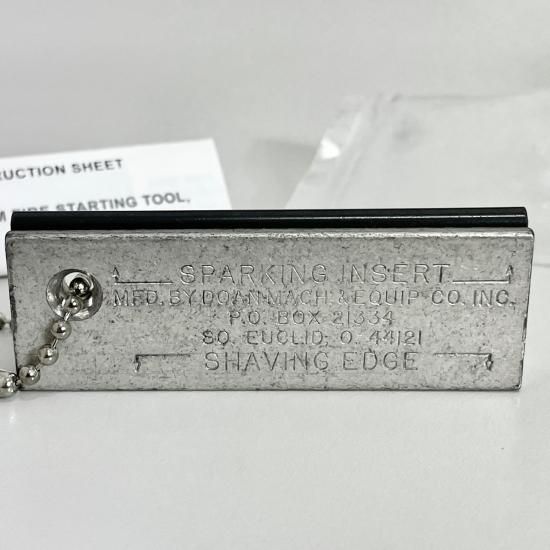 RUCTION SHEET
M FIRE STARTING TOOL,
SPARKING INSERT
MFD. BY DOAN MACH. & EQUIP. CO. INC.
P.O. BOX 21334
SO. EUCLID, O. 44121
SHAVING EDGE